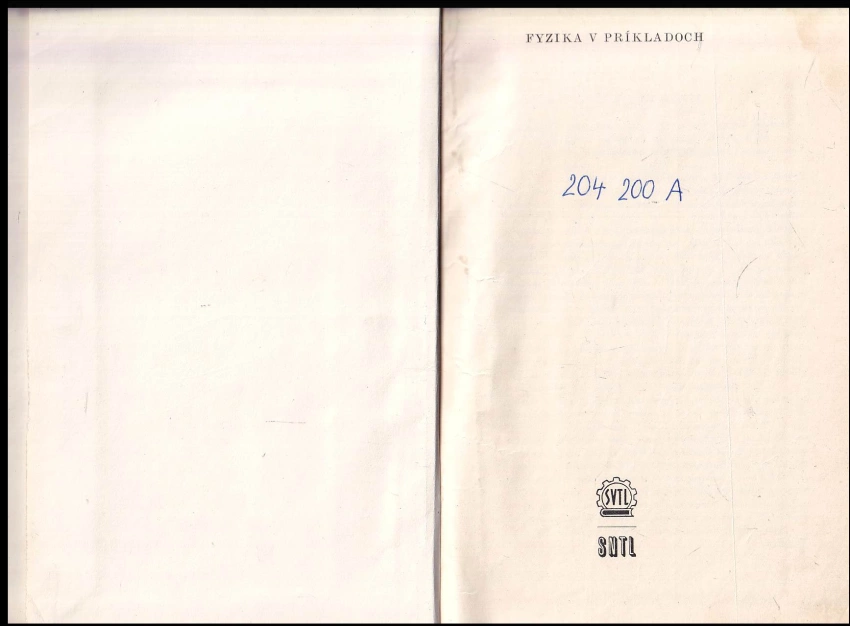 FYZIKA V PRÍKLADOCH
204 200 A
SVTL
SNTL